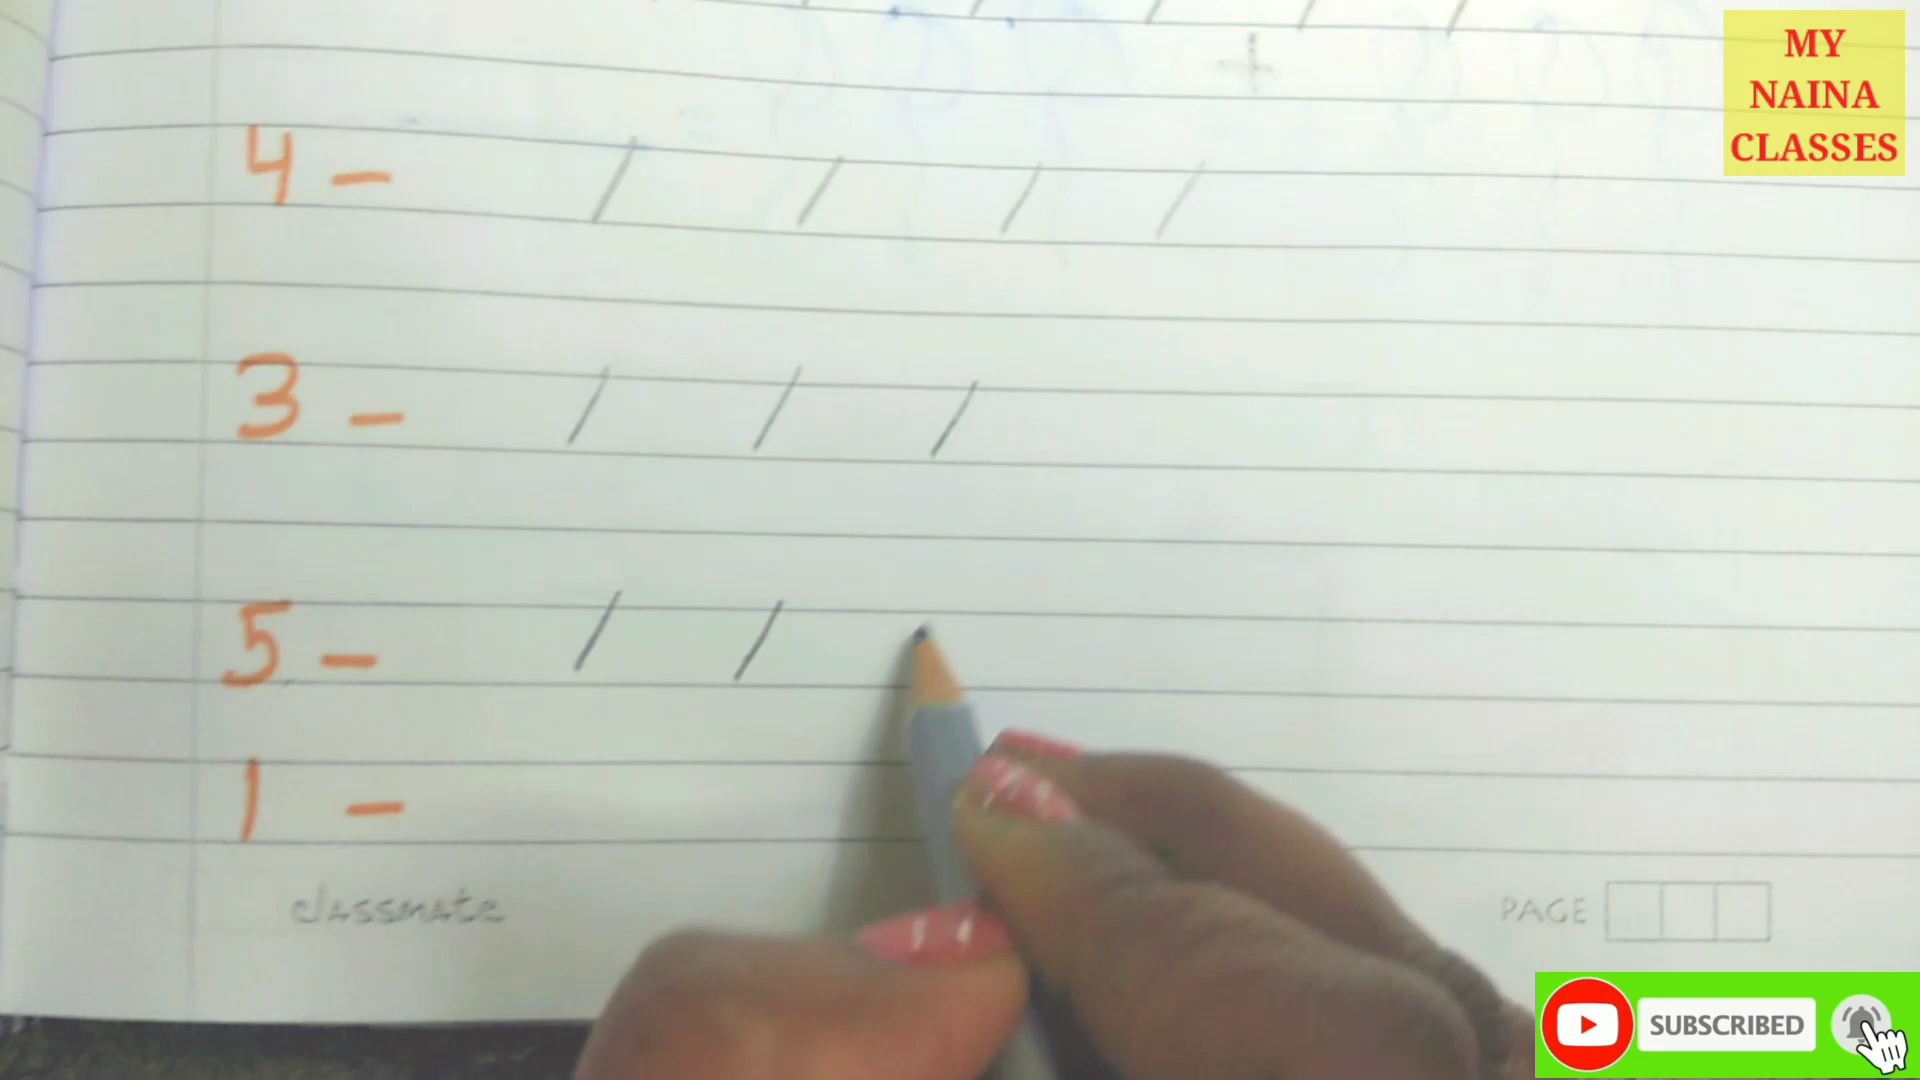 MY
NAINA
CLASSES
4 - / / / /
3 - / / /
5 - / /
1 -
classmate
PAGE
SUBSCRIBED